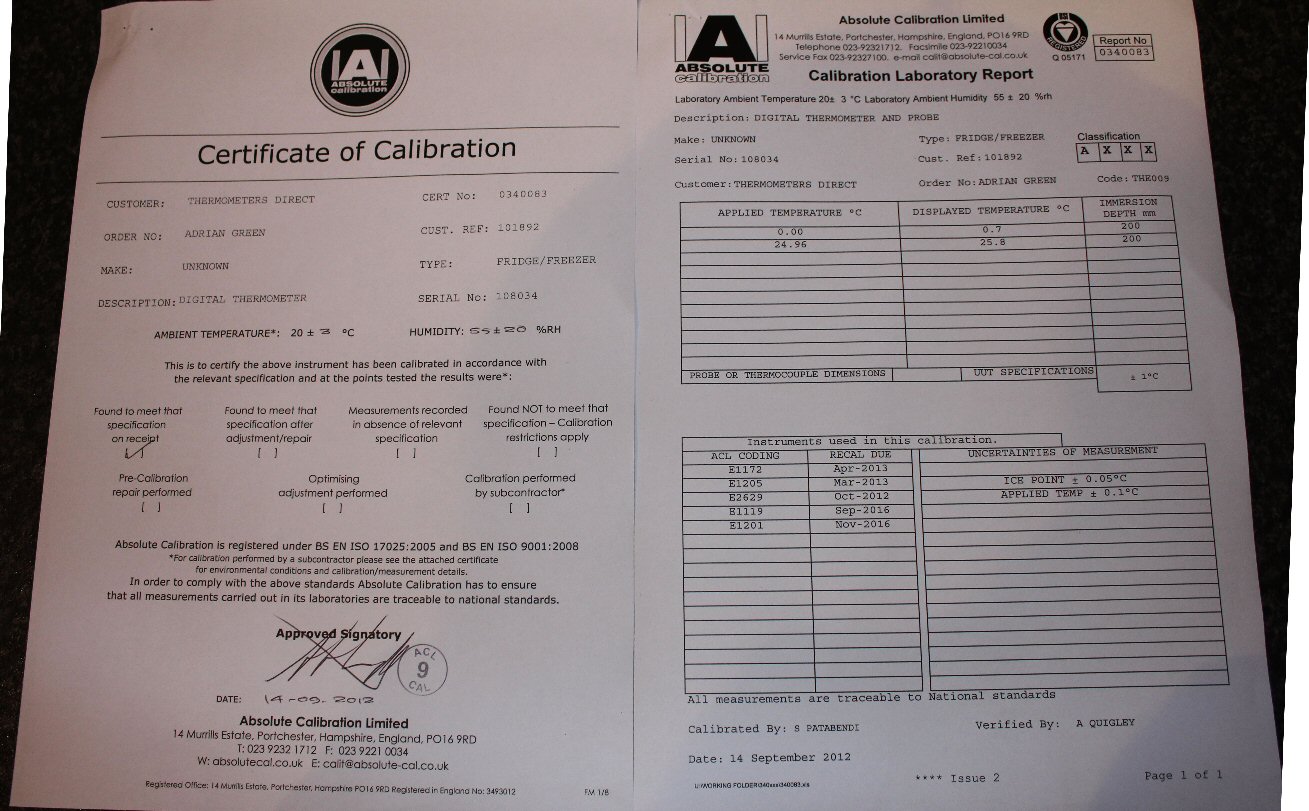 IAI
ABSOLUTE
calibration
Certificate of Calibration
CUSTOMER: THERMOMETERS DIRECT CERT No: 0340083
ORDER NO: ADRIAN GREEN CUST. REF: 101892
MAKE: UNKNOWN TYPE: FRIDGE/FREEZER
DESCRIPTION: DIGITAL THERMOMETER SERIAL No: 108034
AMBIENT TEMPERATURE*: 20 ± 3 °C HUMIDITY: 55 ± 20 %RH
This is to certify the above instrument has been calibrated in accordance with
the relevant specification and at the points tested the results were*:
Found to meet that Found to meet that Measurements recorded Found NOT to meet that
specification specification after in absence of relevant specification – Calibration
on receipt adjustment/repair specification restrictions apply
[✓] [ ] [ ] [ ]
Pre-Calibration Optimising Calibration performed
repair performed adjustment performed by subcontractor*
[ ] [ ] [ ]
Absolute Calibration is registered under BS EN ISO 17025:2005 and BS EN ISO 9001:2008
*For calibration performed by a subcontractor please see the attached certificate
for environmental conditions and calibration/measurement details.
In order to comply with the above standards Absolute Calibration has to ensure
that all measurements carried out in its laboratories are traceable to national standards.
Approved Signatory
ACL
9
CAL
DATE: 14-09-2012
Absolute Calibration Limited
14 Murrills Estate, Portchester, Hampshire, England, PO16 9RD
T: 023 9232 1712 F: 023 9221 0034
W: absolutecal.co.uk E: calit@absolute-cal.co.uk
Registered Office: 14 Murrills Estate, Portchester, Hampshire PO16 9RD Registered in England No: 3493012 FM 1/8
IAI
ABSOLUTE
calibration
Absolute Calibration Limited
14 Murrills Estate, Portchester, Hampshire, England, PO16 9RD
Telephone 023-92321712. Facsimile 023-92210034
Service Fax 023-92327100. e-mail calit@absolute-cal.co.uk
Calibration Laboratory Report
REGISTERED
Q 05171
Report No
0340083
Laboratory Ambient Temperature 20± 3 °C Laboratory Ambient Humidity 55 ± 20 %rh
Description: DIGITAL THERMOMETER AND PROBE
Make: UNKNOWN Type: FRIDGE/FREEZER Classification
Serial No: 108034 Cust. Ref: 101892 A X X X
Customer: THERMOMETERS DIRECT Order No: ADRIAN GREEN Code: THE009
APPLIED TEMPERATURE °C DISPLAYED TEMPERATURE °C IMMERSION DEPTH mm
0.00 0.7 200
24.96 25.8 200
PROBE OR THERMOCOUPLE DIMENSIONS UUT SPECIFICATIONS ± 1°C
Instruments used in this calibration.
ACL CODING RECAL DUE UNCERTAINTIES OF MEASUREMENT
E1172 Apr-2013
E1205 Mar-2013 ICE POINT ± 0.05°C
E2629 Oct-2012 APPLIED TEMP ± 0.1°C
E1119 Sep-2016
E1201 Nov-2016
All measurements are traceable to National standards
Calibrated By: S PATABENDI Verified By: A QUIGLEY
Date: 14 September 2012
**** Issue 2 Page 1 of 1